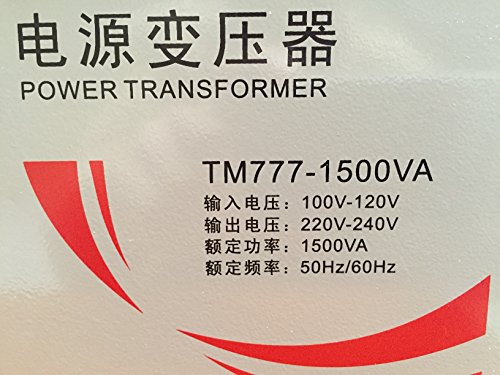 电源变压器
POWER TRANSFORMER
TM777-1500VA
输入电压：100V-120V
输出电压：220V-240V
额定功率：1500VA
额定频率：50Hz/60Hz